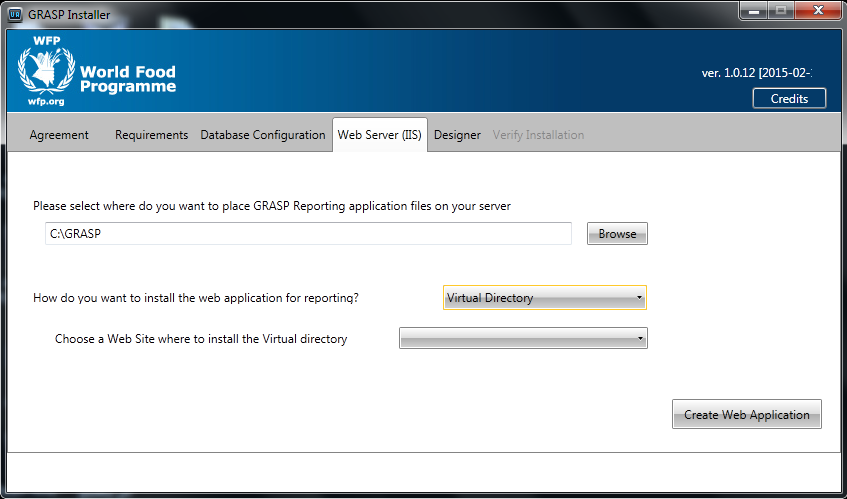 GRASP Installer
WFP
World Food
Programme
wfp.org
ver. 1.0.12 [2015-02-
Credits
Agreement
Requirements
Database Configuration
Web Server (IIS)
Designer
Verify Installation
Please select where do you want to place GRASP Reporting application files on your server
C:\GRASP
Browse
How do you want to install the web application for reporting?
Virtual Directory
Choose a Web Site where to install the Virtual directory
Create Web Application